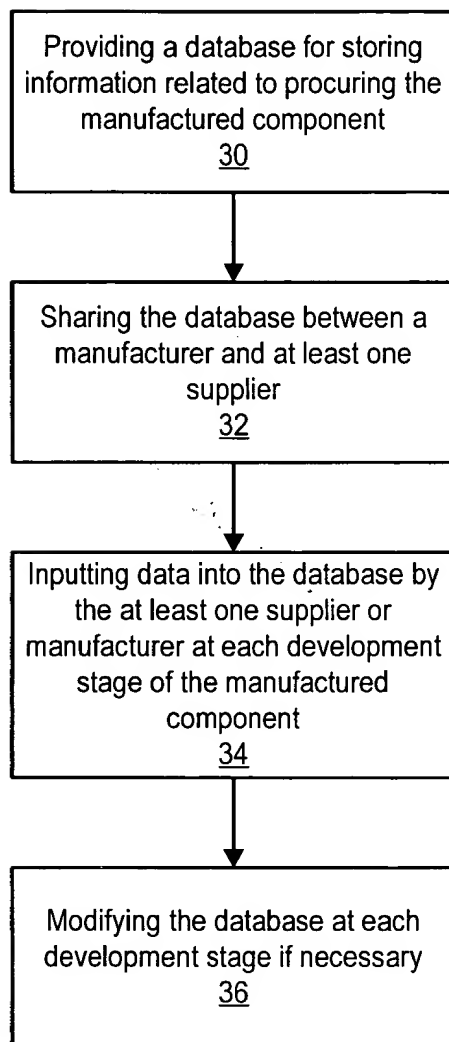 Providing a database for storing
information related to procuring the
manufactured component
30
Sharing the database between a
manufacturer and at least one
supplier
32
Inputting data into the database by
the at least one supplier or
manufacturer at each development
stage of the manufactured
component
34
Modifying the database at each
development stage if necessary
36